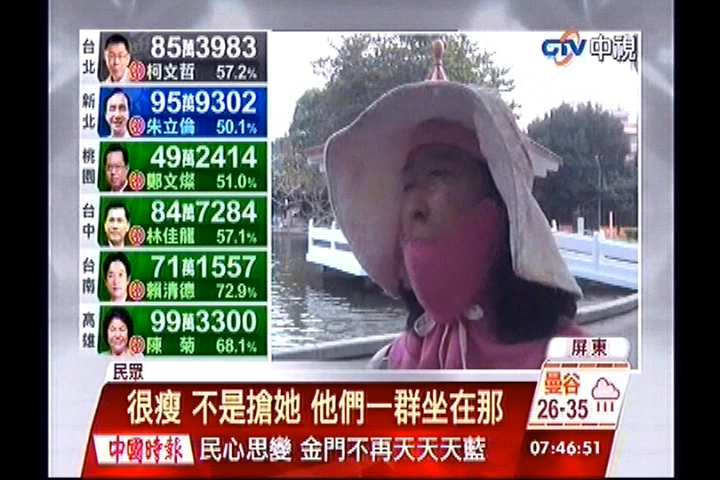 CTV中視
台北
85萬3983
柯文哲 57.2%
新北
95萬9302
朱立倫 50.1%
桃園
49萬2414
鄭文燦 51.0%
台中
84萬7284
林佳龍 57.1%
台南
71萬1557
賴清德 72.9%
高雄
99萬3300
陳 菊 68.1%
屏東
民眾
很瘦 不是搶她 他們一群坐在那
曼谷
26-35
中國時報
民心思變 金門不再天天天藍
07:46:51